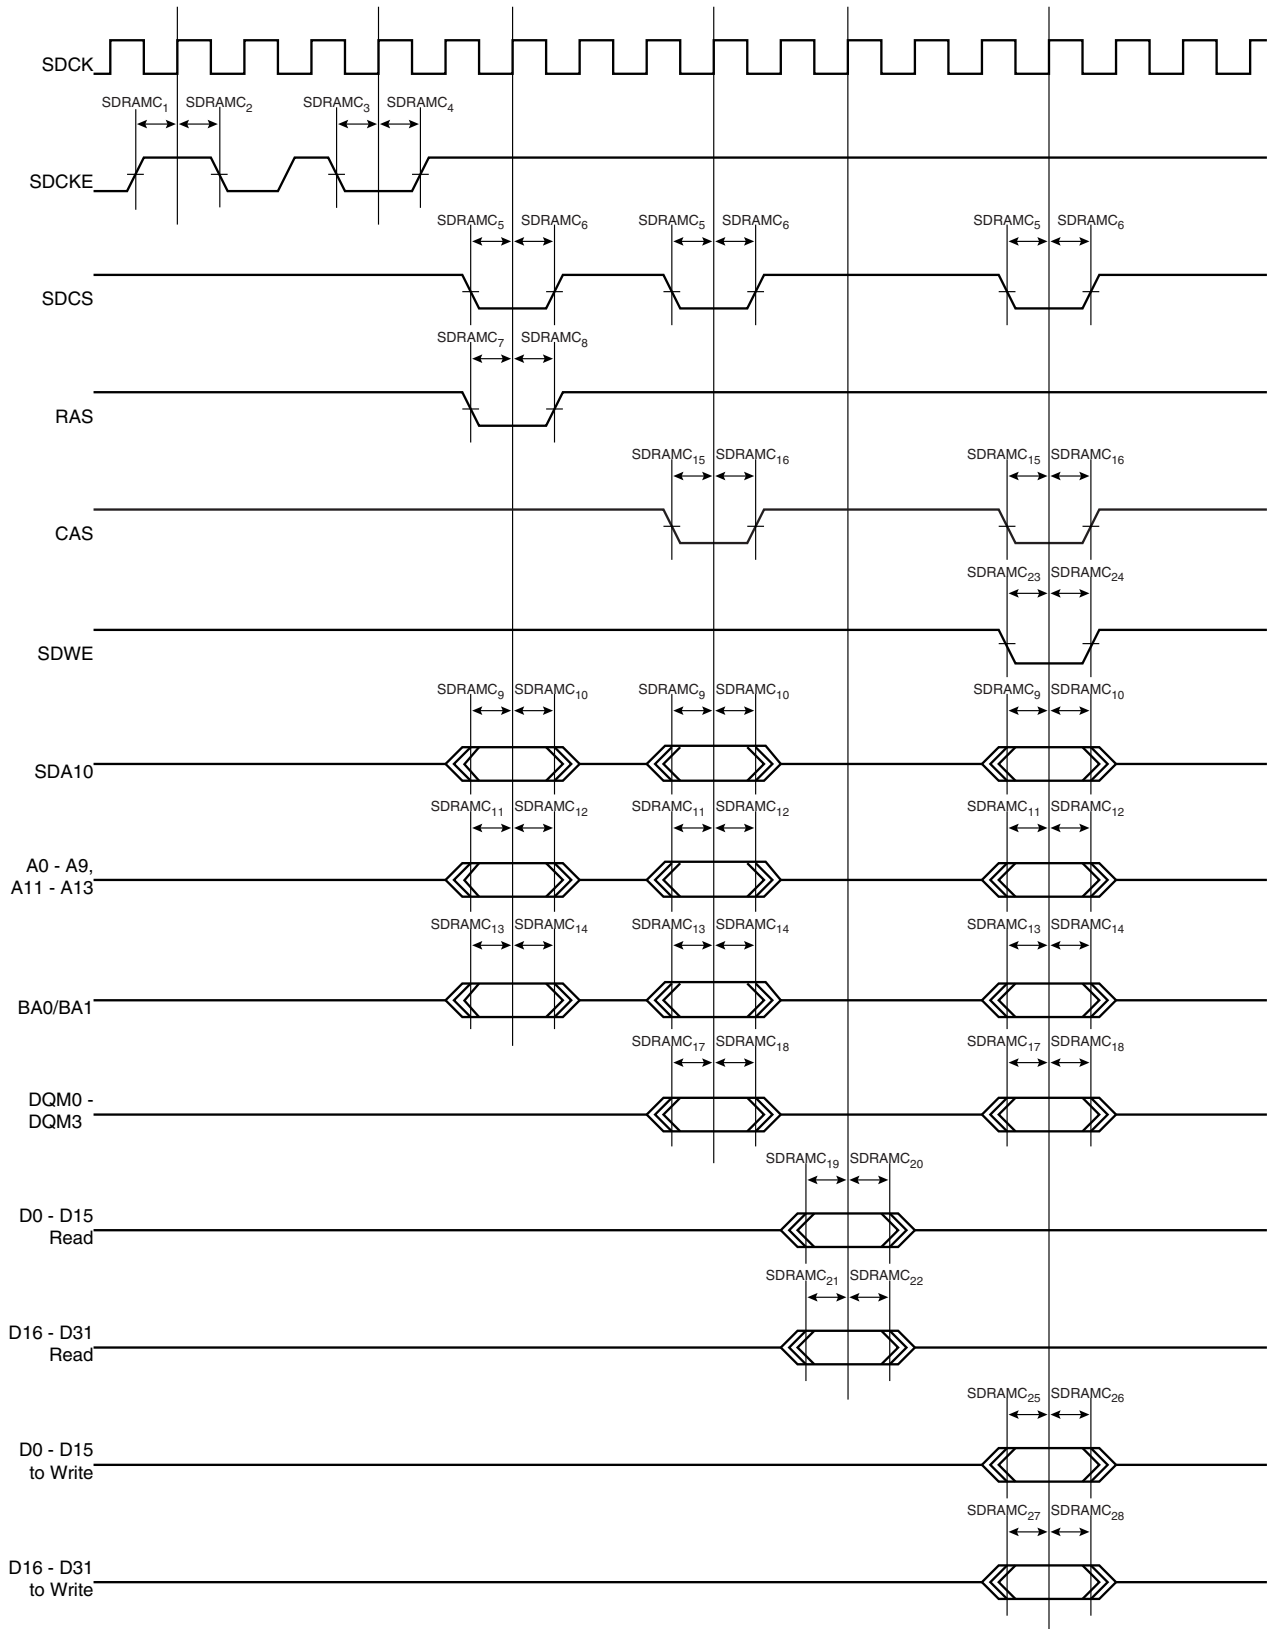 SDCK
SDRAMC1 SDRAMC2 SDRAMC3 SDRAMC4
SDCKE
SDRAMC5 SDRAMC6 SDRAMC5 SDRAMC6 SDRAMC5 SDRAMC6
SDCS
SDRAMC7 SDRAMC8
RAS
SDRAMC15 SDRAMC16 SDRAMC15 SDRAMC16
CAS
SDRAMC23 SDRAMC24
SDWE
SDRAMC9 SDRAMC10 SDRAMC9 SDRAMC10 SDRAMC9 SDRAMC10
SDA10
SDRAMC11 SDRAMC12 SDRAMC11 SDRAMC12 SDRAMC11 SDRAMC12
A0 - A9,
A11 - A13
SDRAMC13 SDRAMC14 SDRAMC13 SDRAMC14 SDRAMC13 SDRAMC14
BA0/BA1
SDRAMC17 SDRAMC18 SDRAMC17 SDRAMC18
DQM0 -
DQM3
SDRAMC19 SDRAMC20
D0 - D15
Read
SDRAMC21 SDRAMC22
D16 - D31
Read
SDRAMC25 SDRAMC26
D0 - D15
to Write
SDRAMC27 SDRAMC28
D16 - D31
to Write